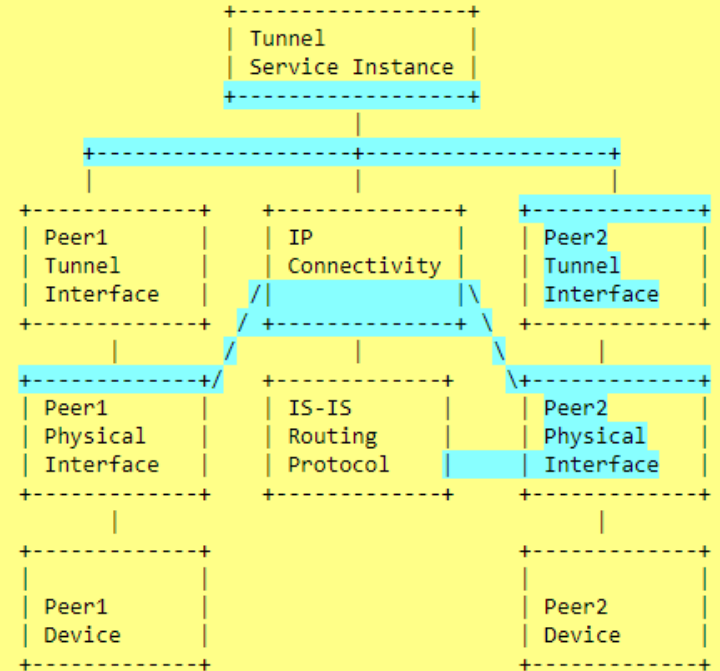 +------------------+
| Tunnel           |
| Service Instance |
+------------------+
|
+--------------------+-------------------+
|                    |                   |
+-------------+    +--------------+    +-------------+
| Peer1       |    | IP           |    | Peer2       |
| Tunnel      |    | Connectivity |    | Tunnel      |
| Interface   |   /|              |\   | Interface   |
+-------------+  / +--------------+ \  +-------------+
|              /         |           \       |
+-------------+/   +-------------+    \+-------------+
| Peer1       |    | IS-IS       |     | Peer2       |
| Physical    |    | Routing     |     | Physical    |
| Interface   |    | Protocol    |     | Interface   |
+-------------+    +-------------+     +-------------+
|                                      |
+-------------+                        +-------------+
|             |                        |             |
| Peer1       |                        | Peer2       |
| Device      |                        | Device      |
+-------------+                        +-------------+